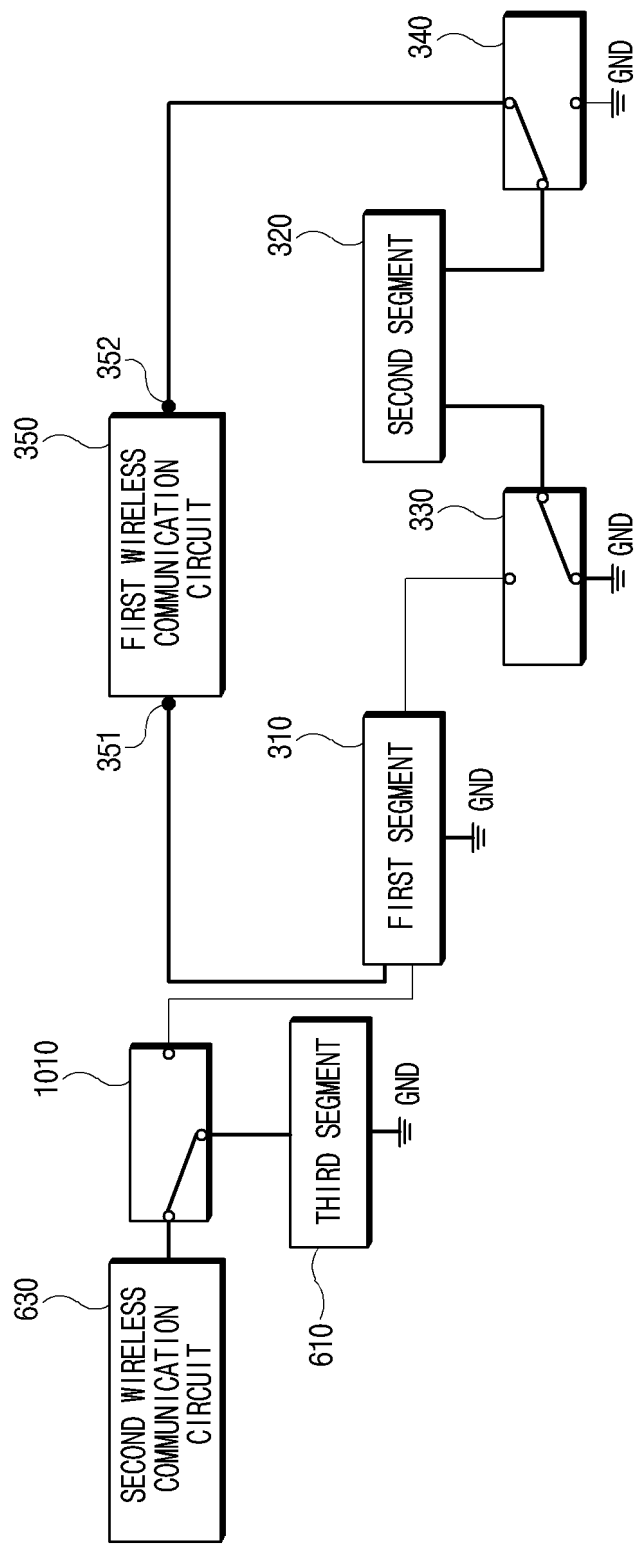 630
SECOND WIRELESS
COMMUNICATION
CIRCUIT
1010
351
350
FIRST WIRELESS
COMMUNICATION
CIRCUIT
352
610
THIRD SEGMENT
GND
310
FIRST SEGMENT
GND
320
SECOND SEGMENT
330
GND
340
GND